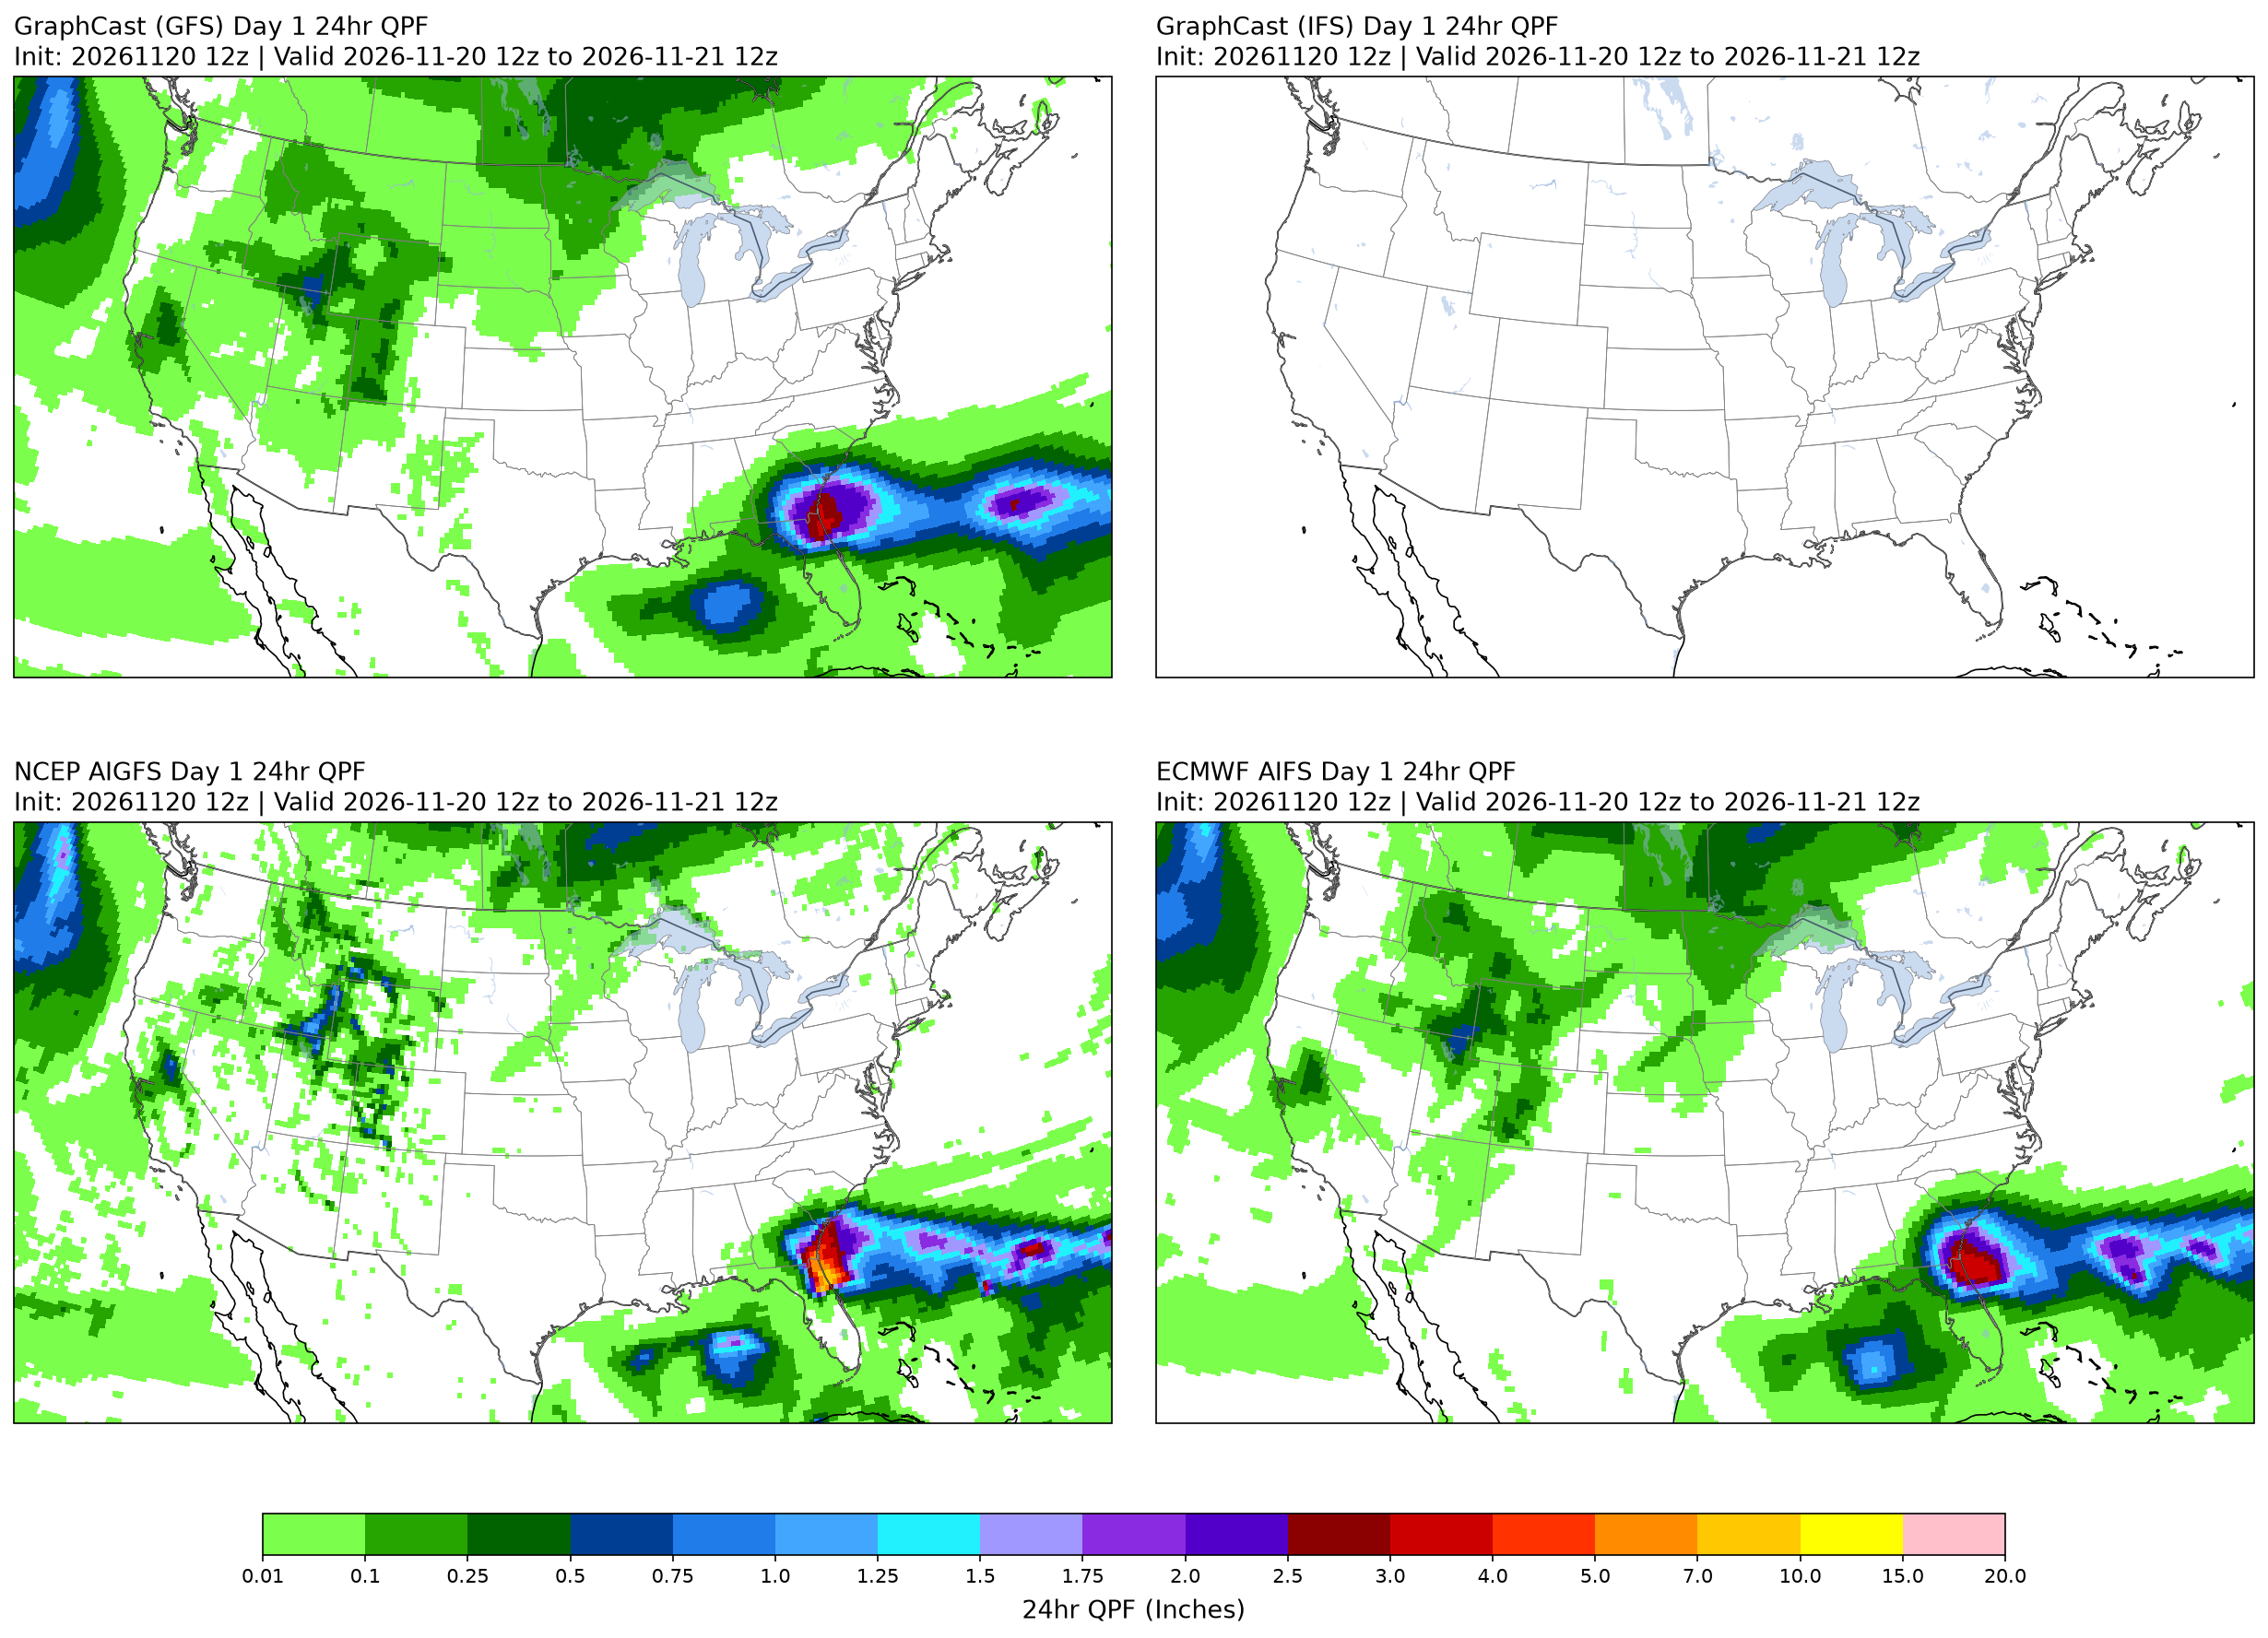 GraphCast (GFS) Day 1 24hr QPF
Init: 20261120 12z | Valid 2026-11-20 12z to 2026-11-21 12z
GraphCast (IFS) Day 1 24hr QPF
Init: 20261120 12z | Valid 2026-11-20 12z to 2026-11-21 12z
NCEP AIGFS Day 1 24hr QPF
Init: 20261120 12z | Valid 2026-11-20 12z to 2026-11-21 12z
ECMWF AIFS Day 1 24hr QPF
Init: 20261120 12z | Valid 2026-11-20 12z to 2026-11-21 12z
0.01 0.1 0.25 0.5 0.75 1.0 1.25 1.5 1.75 2.0 2.5 3.0 4.0 5.0 7.0 10.0 15.0 20.0
24hr QPF (Inches)